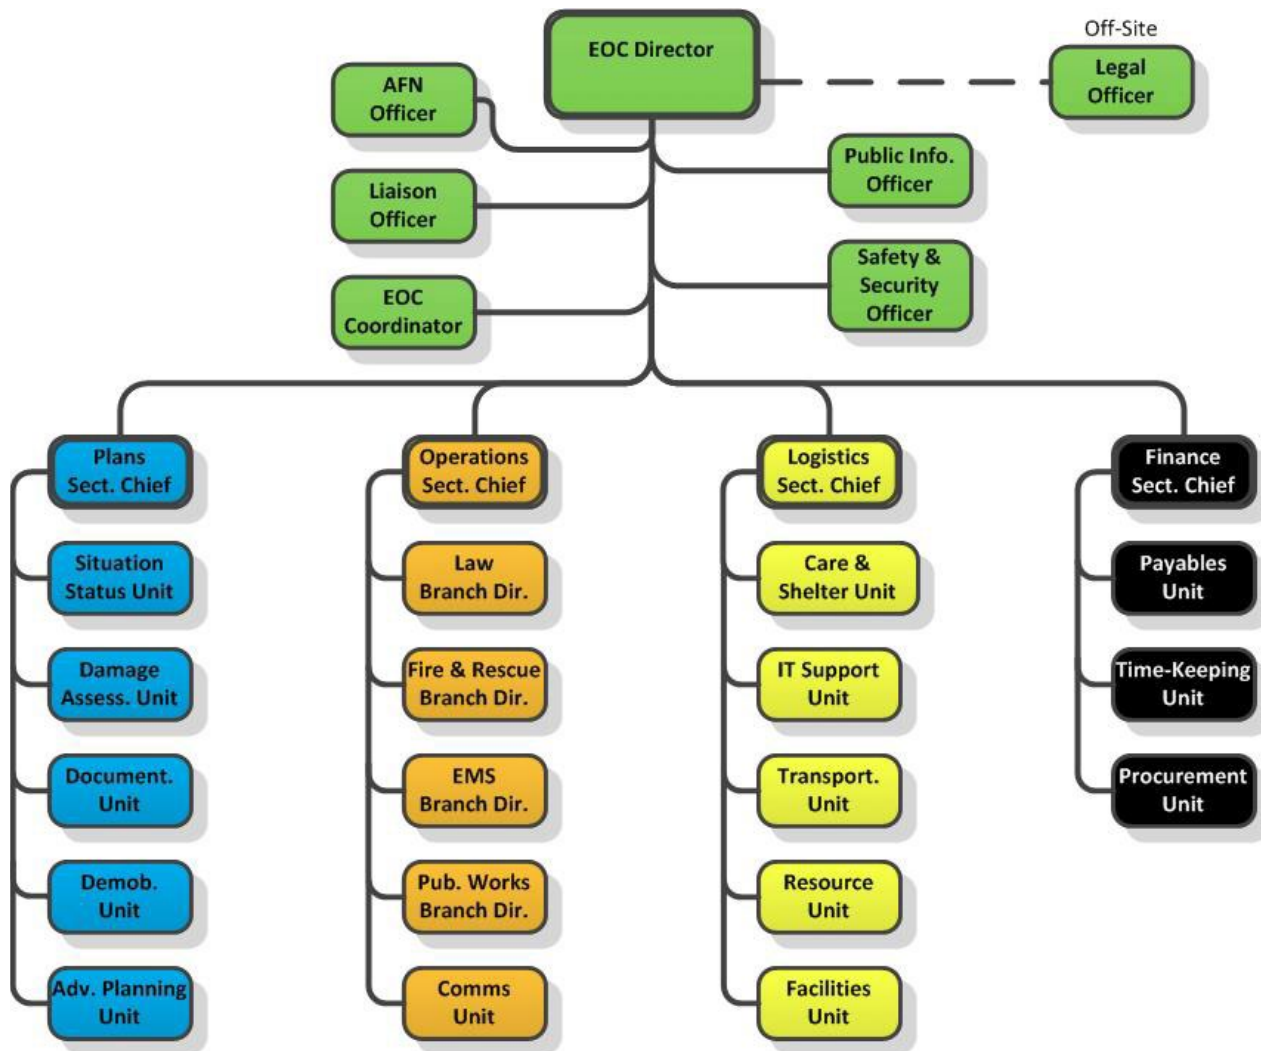 EOC Director
Off-Site
Legal
Officer
AFN
Officer
Public Info.
Officer
Liaison
Officer
Safety &
Security
Officer
EOC
Coordinator
Plans
Sect. Chief
Operations
Sect. Chief
Logistics
Sect. Chief
Finance
Sect. Chief
Situation
Status Unit
Law
Branch Dir.
Care &
Shelter Unit
Payables
Unit
Damage
Assess. Unit
Fire & Rescue
Branch Dir.
IT Support
Unit
Time-Keeping
Unit
Document.
Unit
EMS
Branch Dir.
Transport.
Unit
Procurement
Unit
Demob.
Unit
Pub. Works
Branch Dir.
Resource
Unit
Adv. Planning
Unit
Comms
Unit
Facilities
Unit